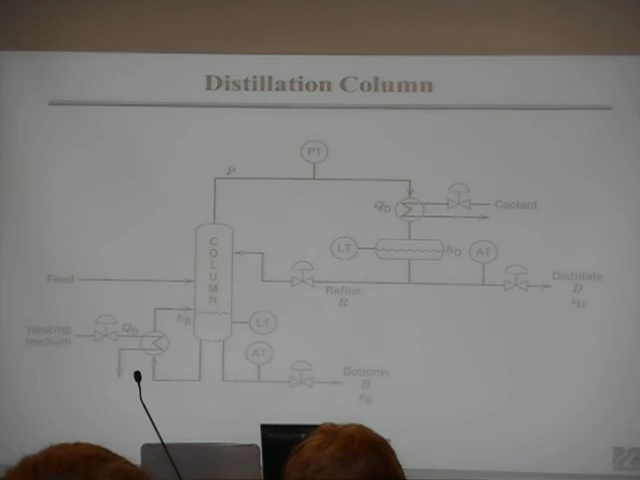 Distillation Column
PT
P
Q_D
Coolant
COLUMN
LT
h_D
AT
Feed
Reflux
R
Distillate
D
x_D
Heating
medium
Q_B
h_B
LT
AT
Bottoms
B
x_B